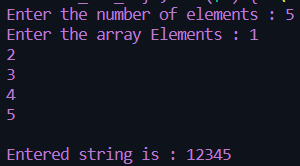 Enter the number of elements : 5
Enter the array Elements : 1
2
3
4
5
Entered string is : 12345